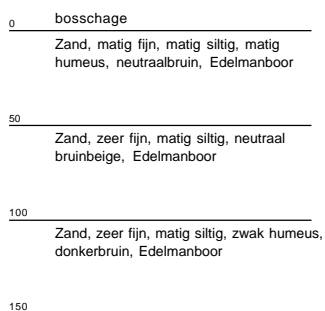 0
bosschage
Zand, matig fijn, matig siltig, matig
humeus, neutraalbruin, Edelmanboor
50
Zand, zeer fijn, matig siltig, neutraal
bruinbeige, Edelmanboor
100
Zand, zeer fijn, matig siltig, zwak humeus,
donkerbruin, Edelmanboor
150